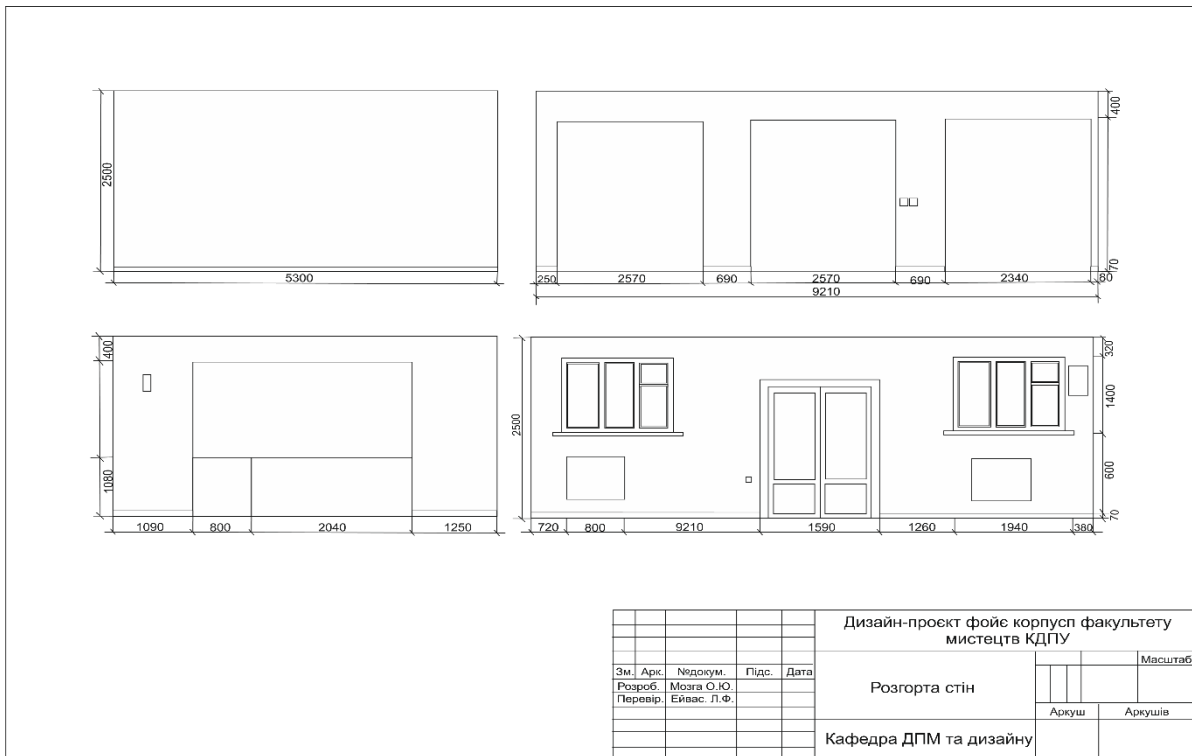 2500
5300
400
70
250 2570 690 2570 690 2340 80
9210
400
1080
1090 800 2040 1250
2500
320
1400
600
70
720 800 9210 1590 1260 1940 380
Дизайн-проєкт фойє корпусп факультету
мистецтв КДПУ
Масштаб
Зм. Арк. №докум. Підс. Дата
Розроб. Мозга О.Ю.
Перевір. Ейвас. Л.Ф.
Розгорта стін
Аркуш Аркушів
Кафедра ДПМ та дизайну